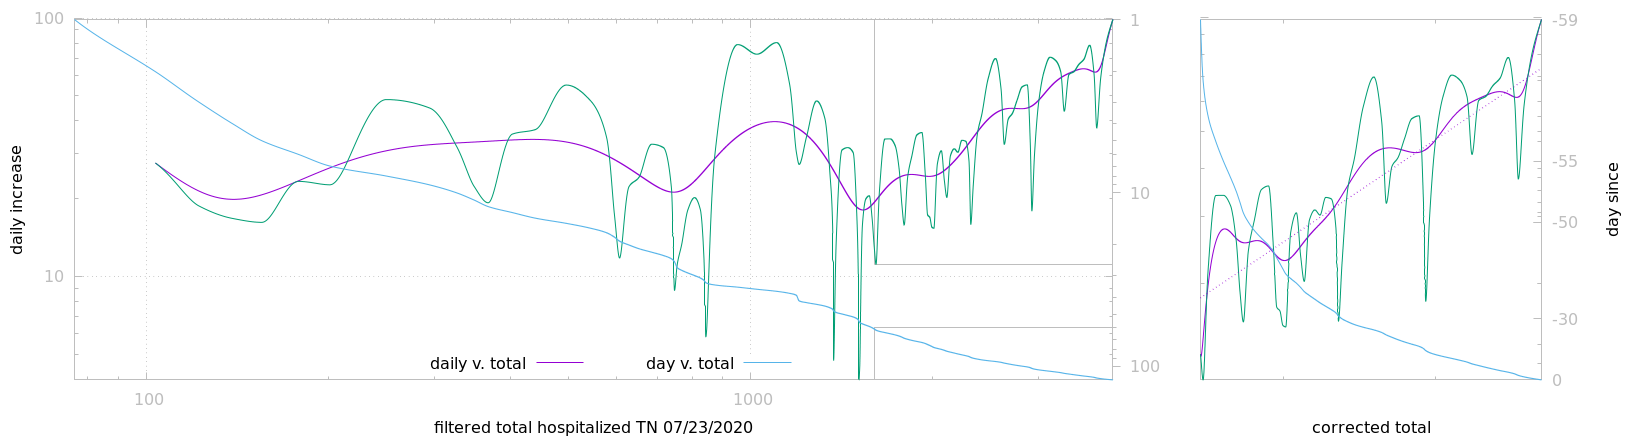 100
10
daily increase
100
1000
1
10
100
daily v. total
day v. total
filtered total hospitalized TN 07/23/2020
-59
-55
-50
-30
0
day since
corrected total